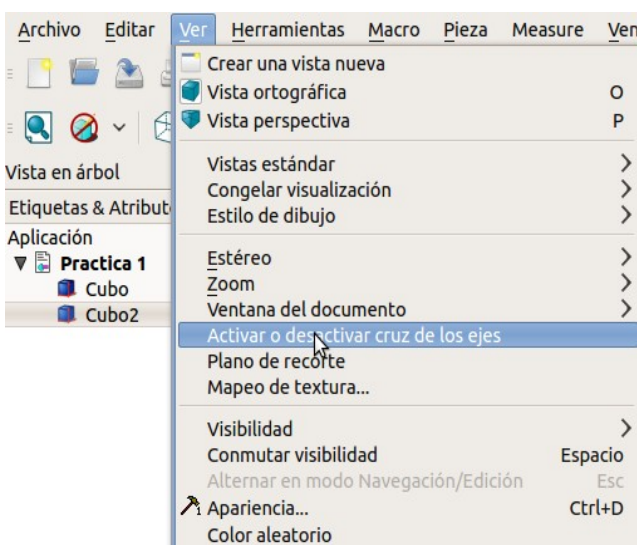 Archivo Editar Ver Herramientas Macro Pieza Measure Ven
Crear una vista nueva
Vista ortográfica O
Vista perspectiva P
Vista en árbol
Vistas estándar
Congelar visualización
Etiquetas & Atribut
Estilo de dibujo
Aplicación
Practica 1
Cubo
Cubo2
Estéreo
Zoom
Ventana del documento
Activar o desactivar cruz de los ejes
Plano de recorte
Mapeo de textura...
Visibilidad
Conmutar visibilidad Espacio
Alternar en modo Navegación/Edición Esc
Apariencia... Ctrl+D
Color aleatorio